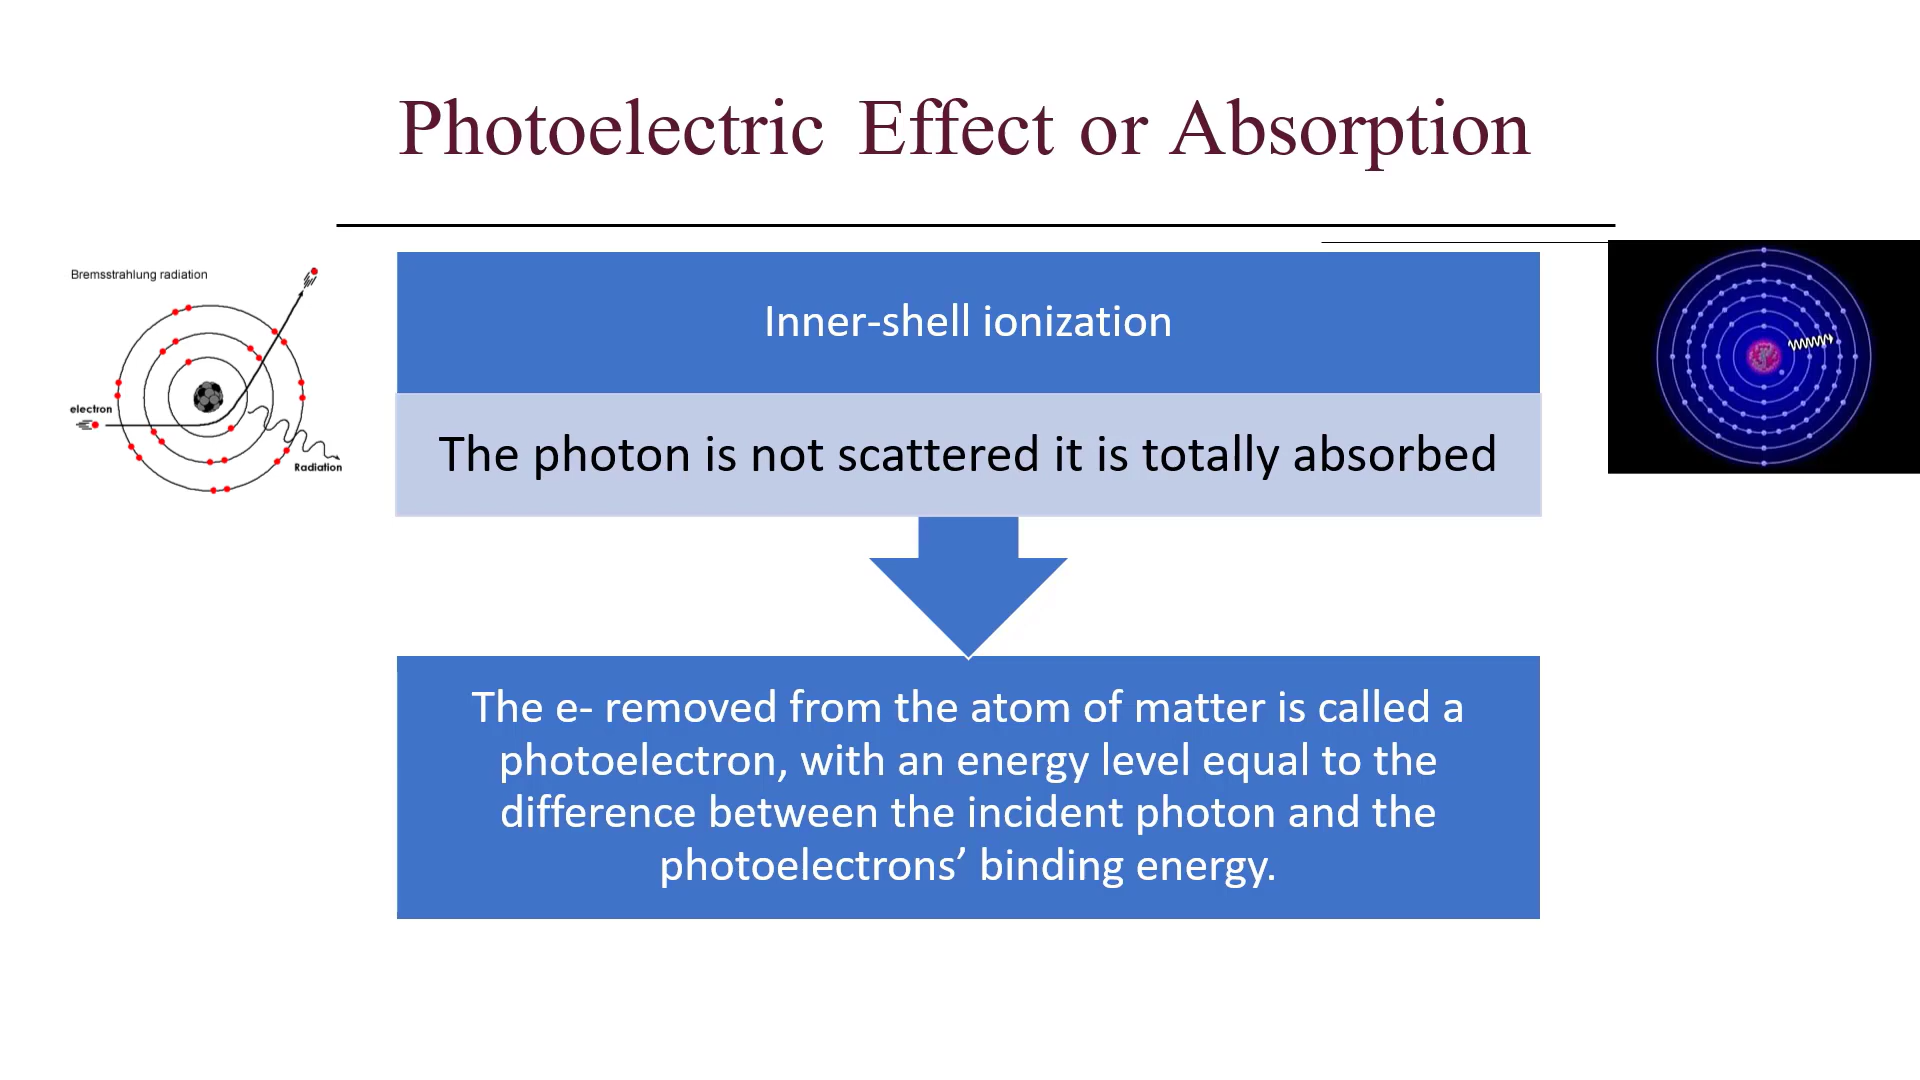 Photoelectric Effect or Absorption
Bremsstrahlung radiation
electron
Radiation
Inner-shell ionization
The photon is not scattered it is totally absorbed
The e- removed from the atom of matter is called a
photoelectron, with an energy level equal to the
difference between the incident photon and the
photoelectrons’ binding energy.